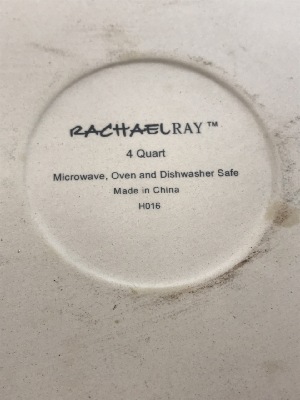 RACHAELRAY™
4 Quart
Microwave, Oven and Dishwasher Safe
Made in China
H016